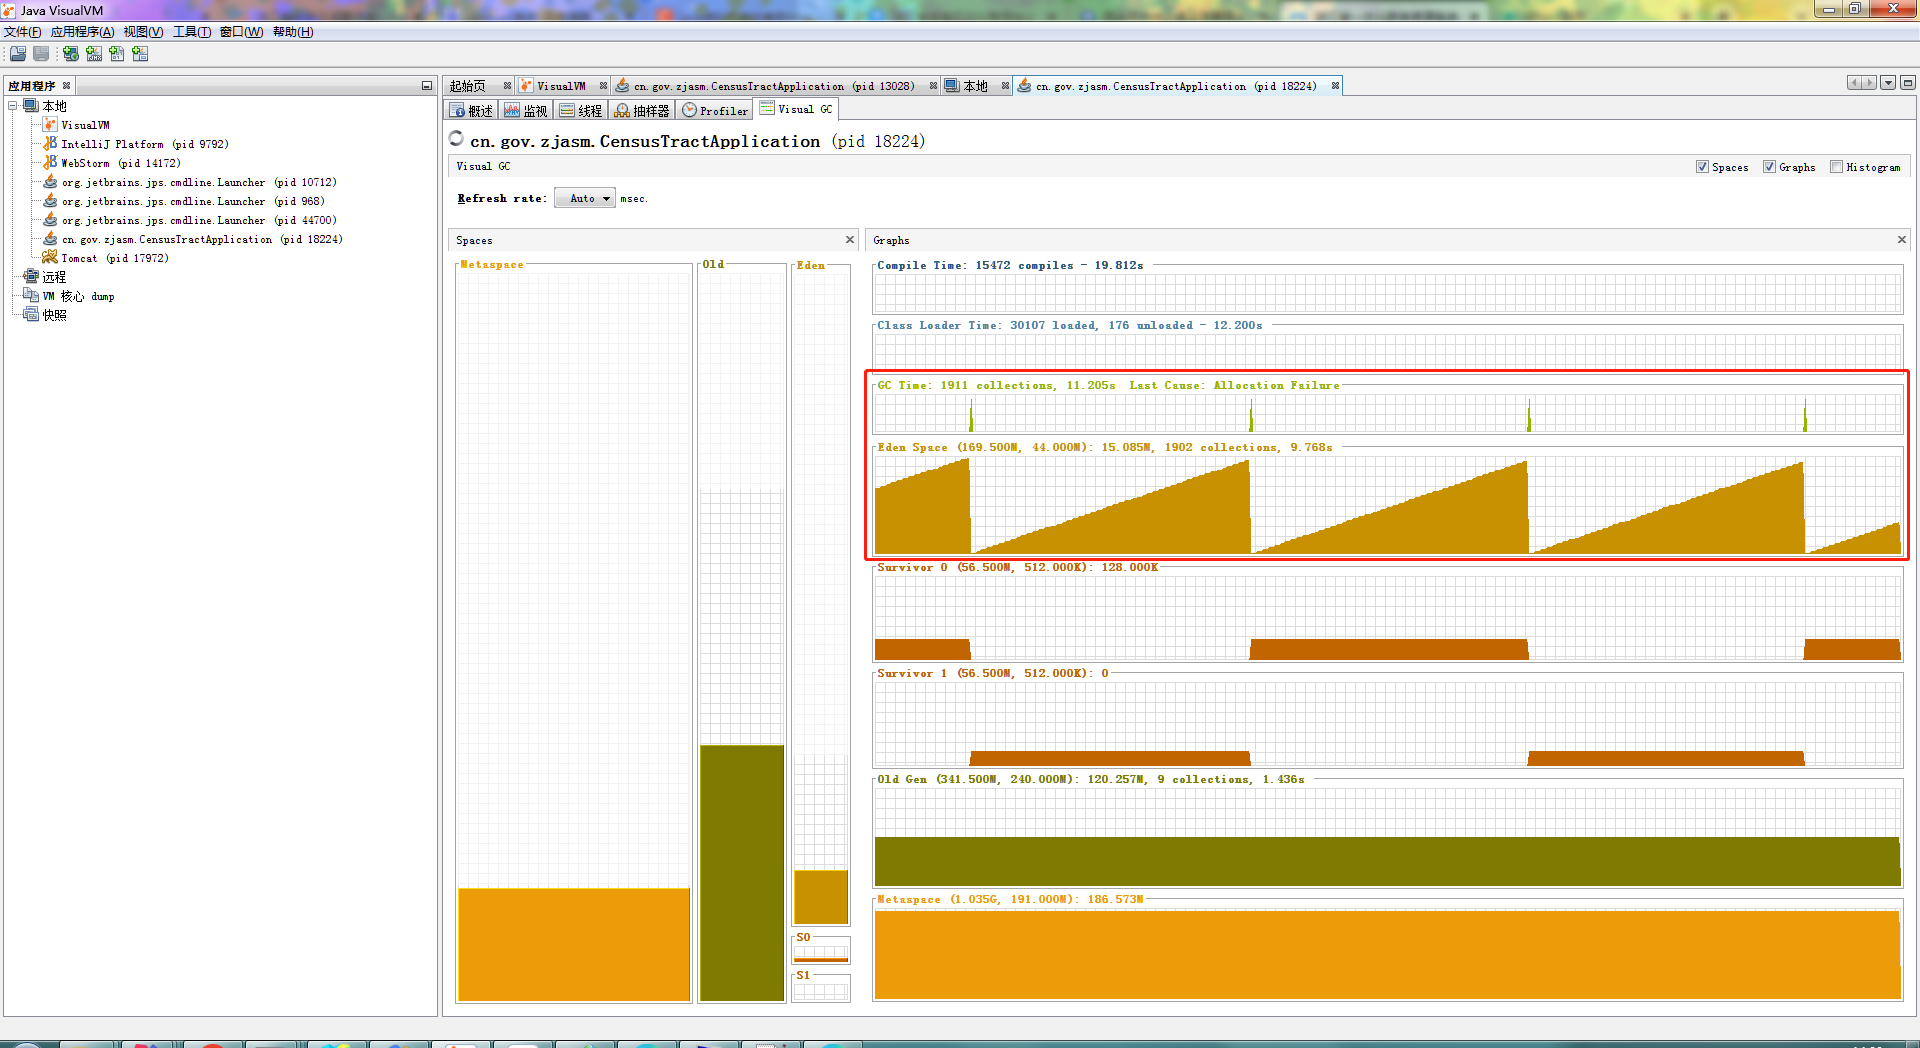 Java VisualVM
文件(F) 应用程序(A) 视图(V) 工具(T) 窗口(W) 帮助(H)
应用程序
本地
VisualVM
IntelliJ Platform (pid 9792)
WebStorm (pid 14172)
org.jetbrains.jps.cmdline.Launcher (pid 10712)
org.jetbrains.jps.cmdline.Launcher (pid 968)
org.jetbrains.jps.cmdline.Launcher (pid 44700)
cn.gov.zjasm.CensusTractApplication (pid 18224)
Tomcat (pid 17972)
远程
VM 核心 dump
快照
起始页 VisualVM cn.gov.zjasm.CensusTractApplication (pid 13028) 本地 cn.gov.zjasm.CensusTractApplication (pid 18224)
概述 监视 线程 抽样器 Profiler Visual GC
cn.gov.zjasm.CensusTractApplication (pid 18224)
Visual GC Spaces Graphs Histogram
Refresh rate: Auto msec.
Spaces
Metaspace Old Eden
S0
S1
Graphs
Compile Time: 15472 compiles - 19.812s
Class Loader Time: 30107 loaded, 176 unloaded - 12.200s
GC Time: 1911 collections, 11.205s Last Cause: Allocation Failure
Eden Space (169.500M, 44.000M): 15.085M, 1902 collections, 9.768s
Survivor 0 (56.500M, 512.000K): 128.000K
Survivor 1 (56.500M, 512.000K): 0
Old Gen (341.500M, 240.000M): 120.257M, 9 collections, 1.436s
Metaspace (1.035G, 191.000M): 186.573M